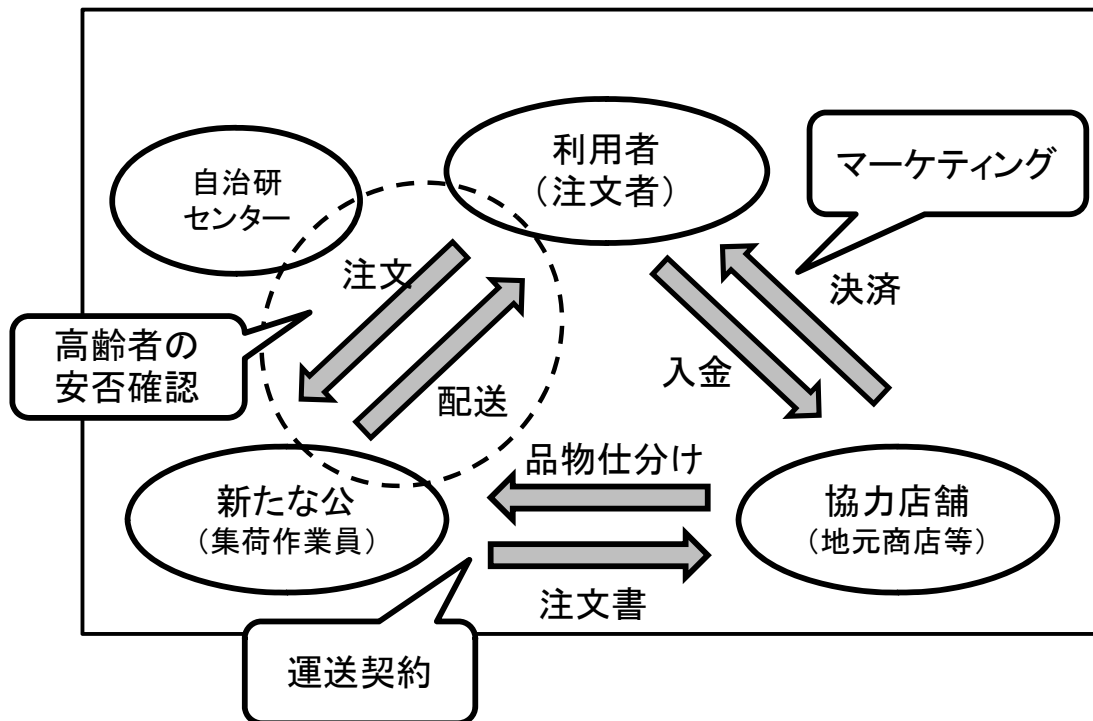 利用者
（注文者）
マーケティング
自治研
センター
注文
決済
高齢者の
安否確認
入金
配送
品物仕分け
新たな公
（集荷作業員）
協力店舗
（地元商店等）
注文書
運送契約